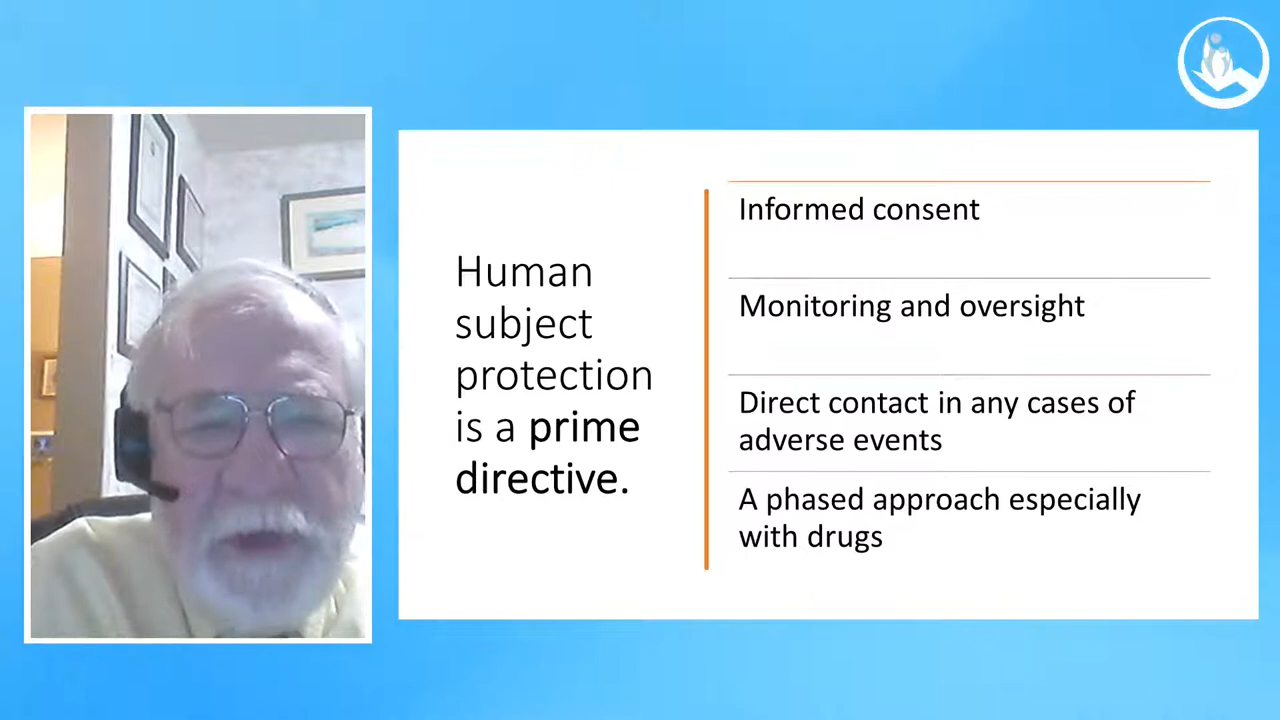 Human
subject
protection
is a prime
directive.
Informed consent
Monitoring and oversight
Direct contact in any cases of
adverse events
A phased approach especially
with drugs